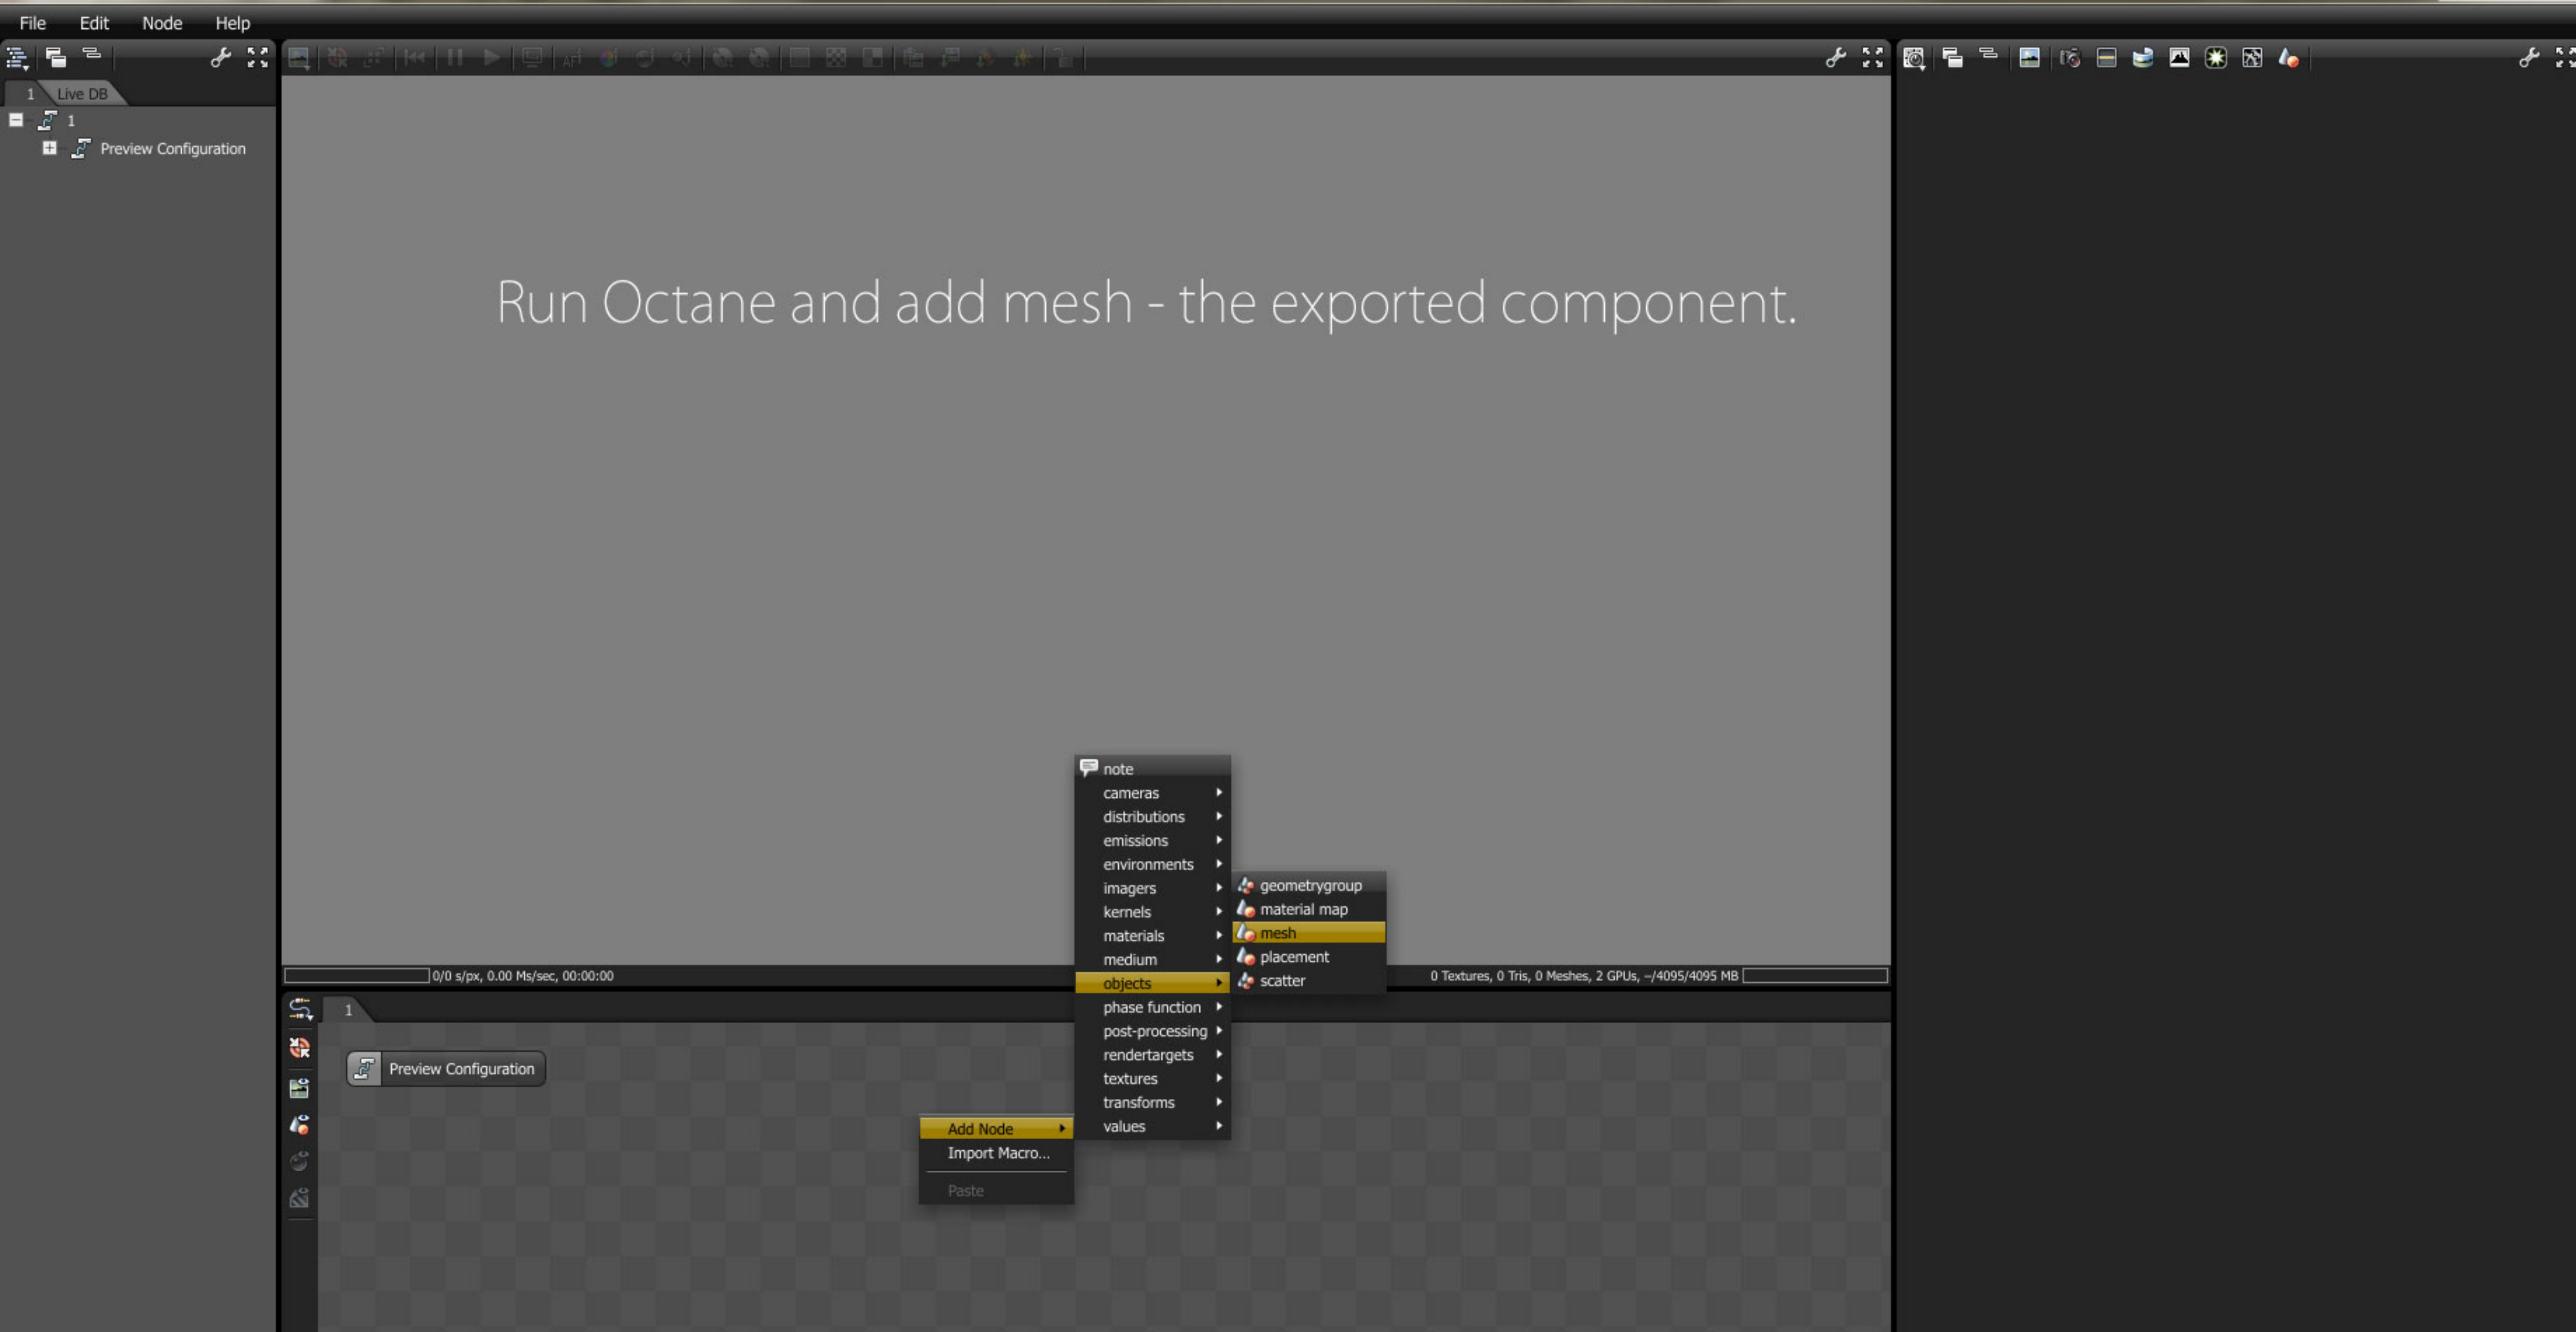 File Edit Node Help
1 Live DB
1
Preview Configuration
AF
Run Octane and add mesh - the exported component.
note
cameras
distributions
emissions
environments
imagers
kernels
materials
medium
objects
phase function
post-processing
rendertargets
textures
transforms
values
geometrygroup
material map
mesh
placement
scatter
0/0 s/px, 0.00 Ms/sec, 00:00:00
0 Textures, 0 Tris, 0 Meshes, 2 GPUs, -/4095/4095 MB
1
Preview Configuration
Add Node
Import Macro...
Paste